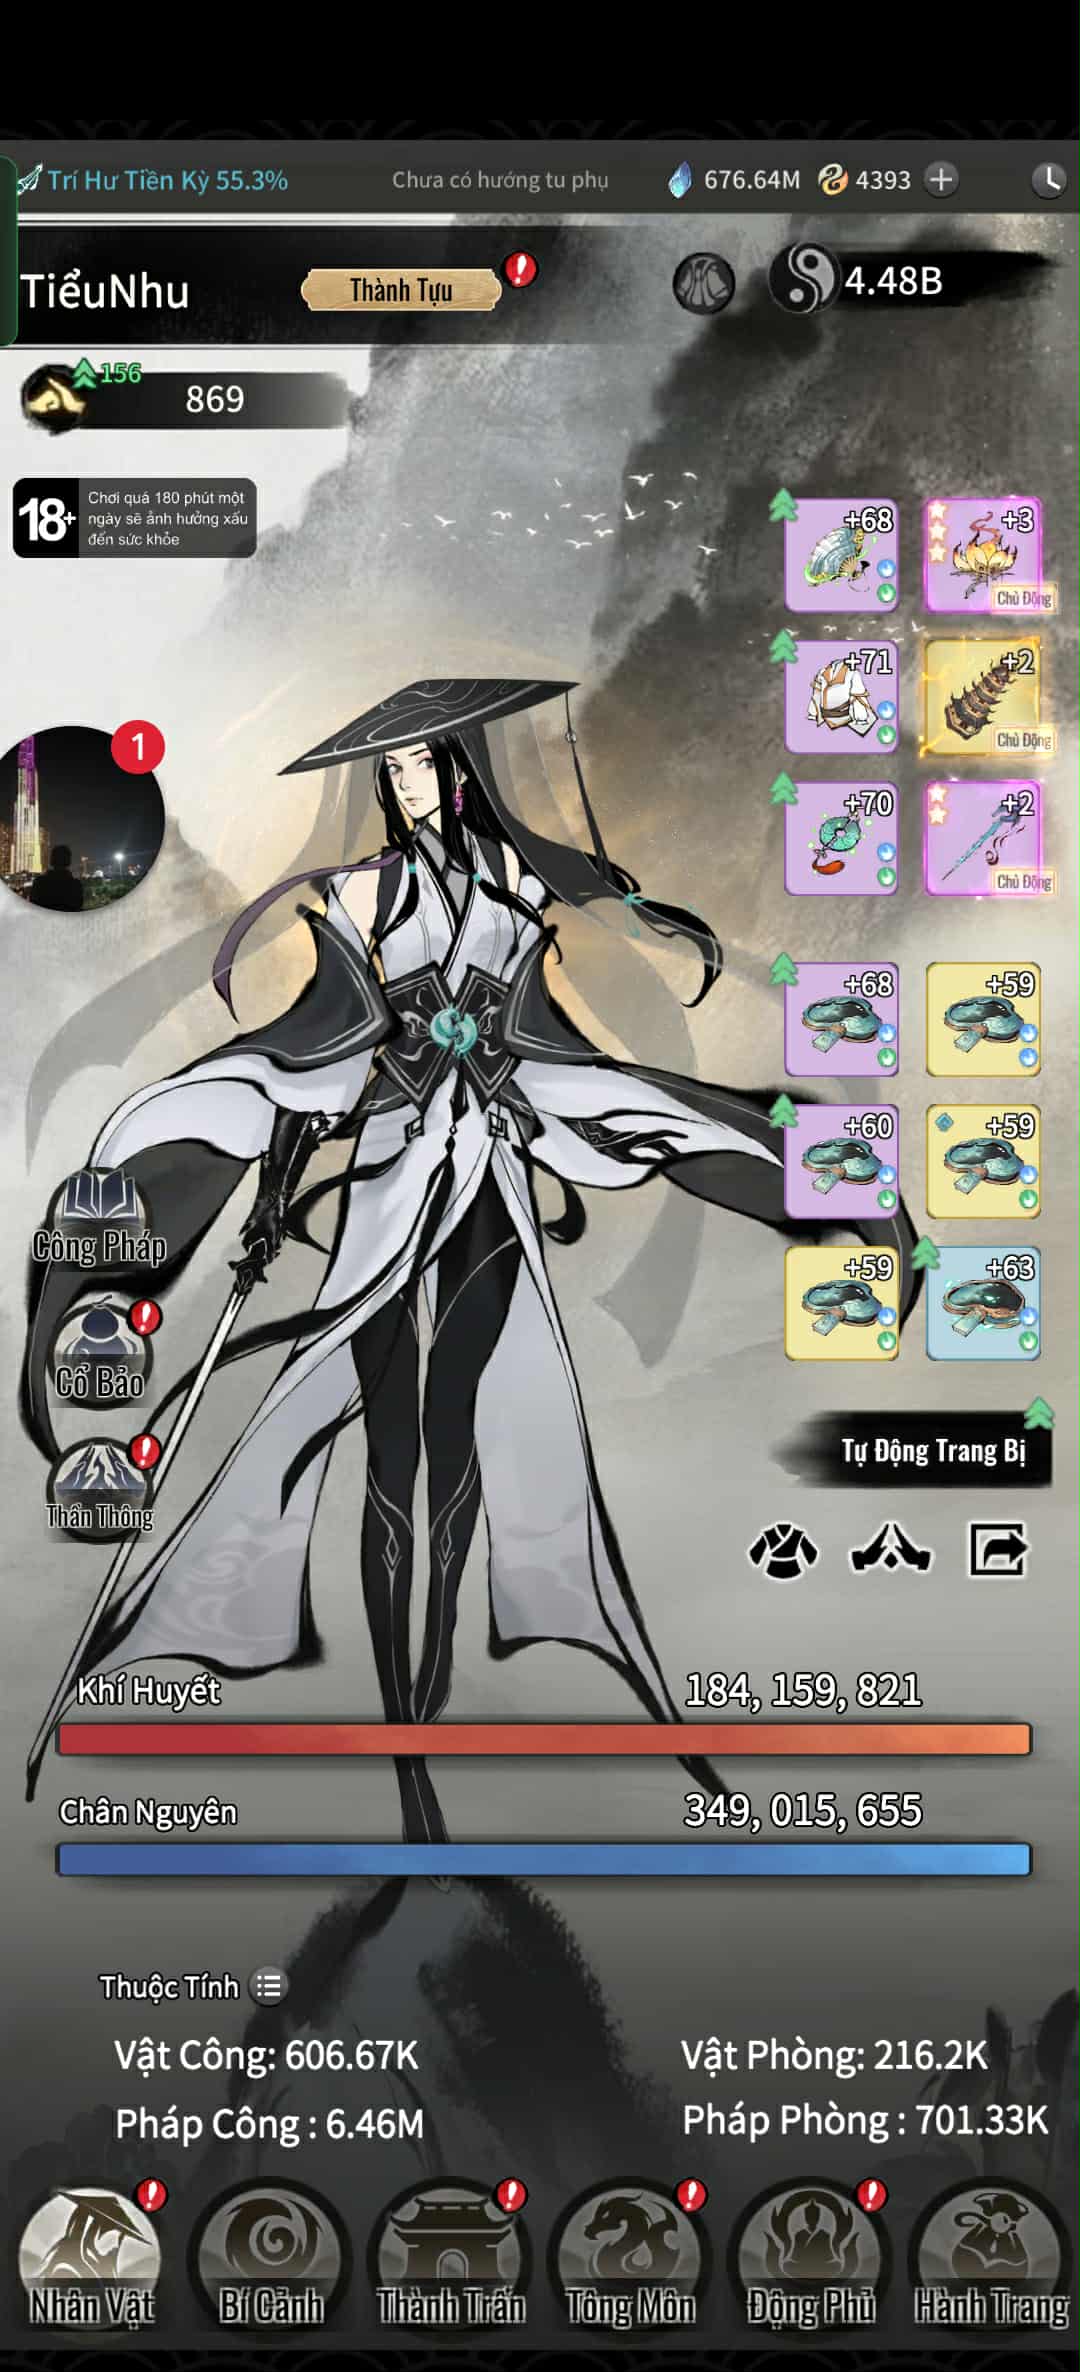 Trí Hư Tiền Kỳ 55.3%
Chưa có hướng tu phụ
676.64M
4393
TiểuNhu
Thành Tựu
4.48B
156
869
18+
Chơi quá 180 phút một
ngày sẽ ảnh hưởng xấu
đến sức khỏe
+68
+3
Chủ Động
+71
+2
Chủ Động
1
+70
+2
Chủ Động
+68
+59
+60
+59
+59
+63
Công Pháp
Cổ Bảo
Thần Thông
Tự Động Trang Bị
Khí Huyết
184, 159, 821
Chân Nguyên
349, 015, 655
Thuộc Tính
Vật Công: 606.67K
Vật Phòng: 216.2K
Pháp Công : 6.46M
Pháp Phòng : 701.33K
Nhân Vật
Bí Cảnh
Thành Trấn
Tông Môn
Động Phủ
Hành Trang